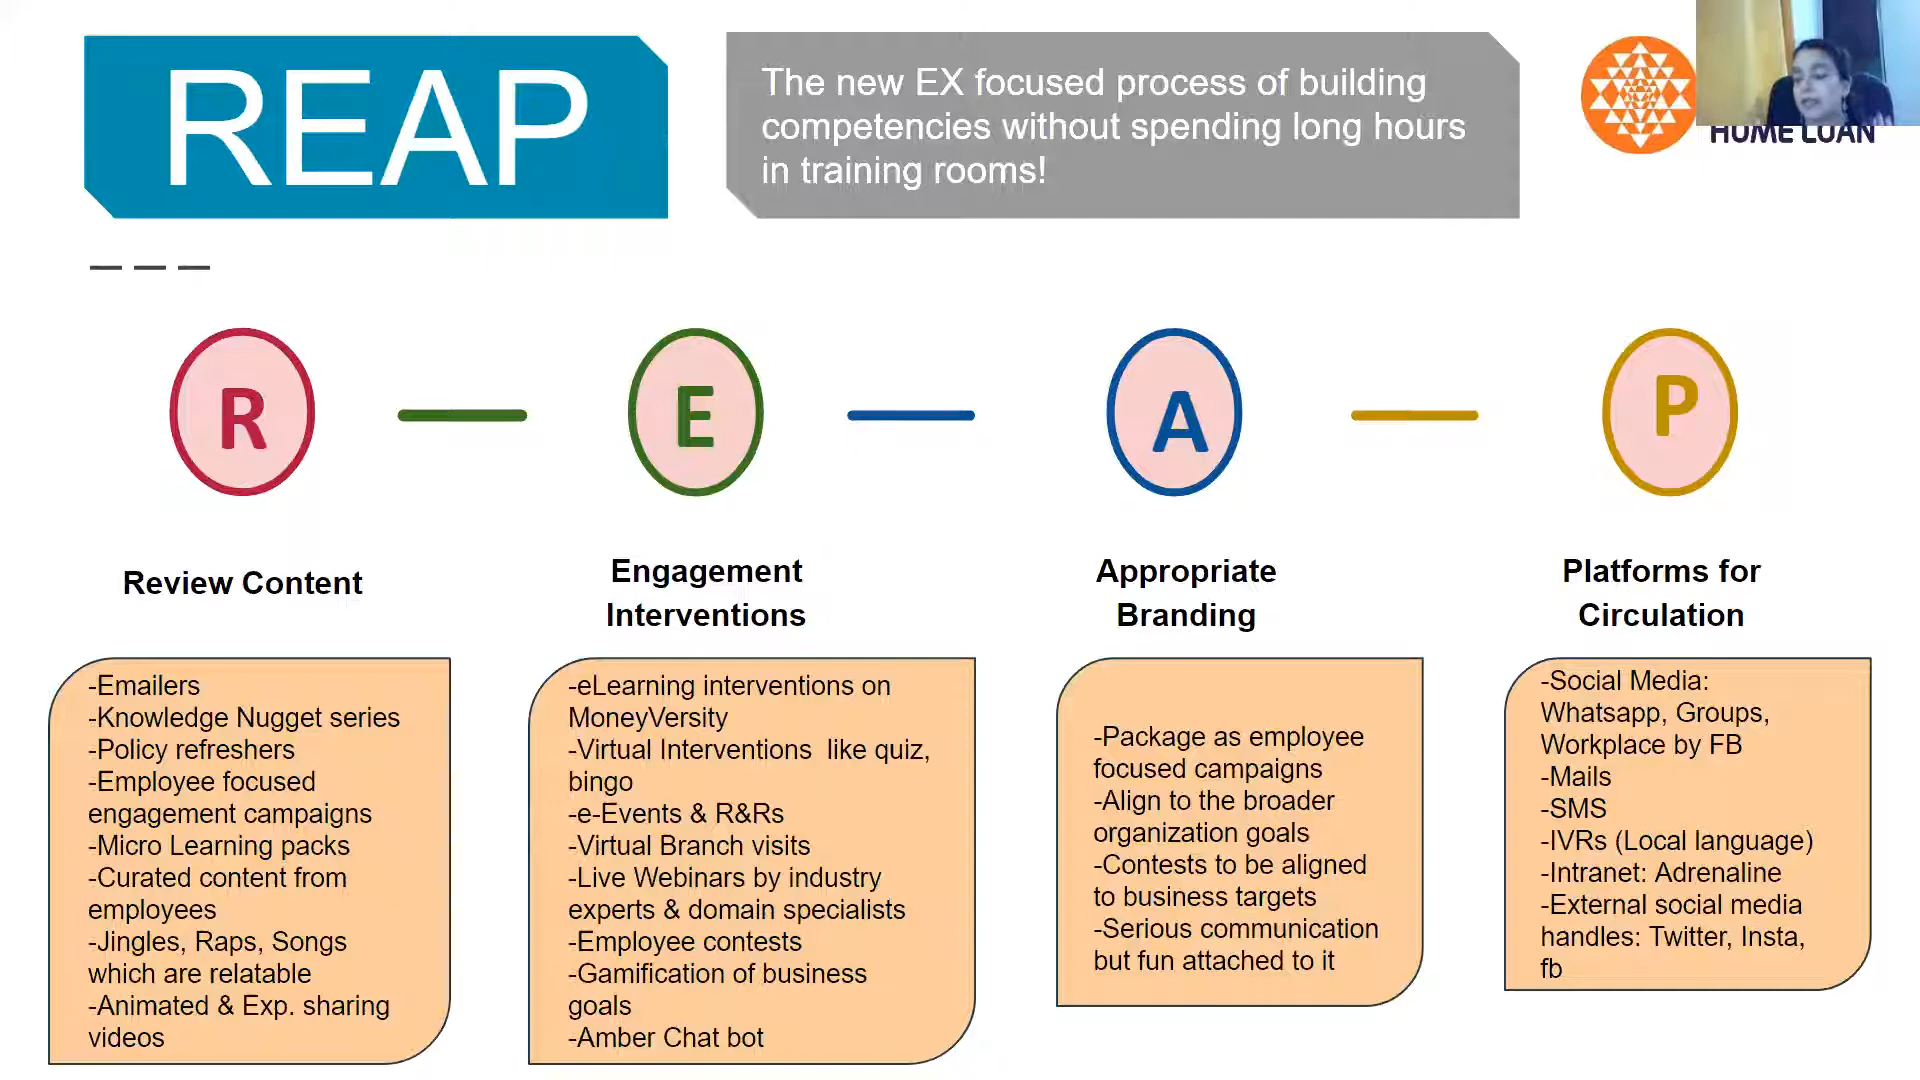 REAP
The new EX focused process of building
competencies without spending long hours
in training rooms!
HOME LOAN
R
E
A
P
Review Content
Engagement
Interventions
Appropriate
Branding
Platforms for
Circulation
-Emailers
-Knowledge Nugget series
-Policy refreshers
-Employee focused
engagement campaigns
-Micro Learning packs
-Curated content from
employees
-Jingles, Raps, Songs
which are relatable
-Animated & Exp. sharing
videos
-eLearning interventions on
MoneyVersity
-Virtual Interventions  like quiz,
bingo
-e-Events & R&Rs
-Virtual Branch visits
-Live Webinars by industry
experts & domain specialists
-Employee contests
-Gamification of business
goals
-Amber Chat bot
-Package as employee
focused campaigns
-Align to the broader
organization goals
-Contests to be aligned
to business targets
-Serious communication
but fun attached to it
-Social Media:
Whatsapp, Groups,
Workplace by FB
-Mails
-SMS
-IVRs (Local language)
-Intranet: Adrenaline
-External social media
handles: Twitter, Insta,
fb